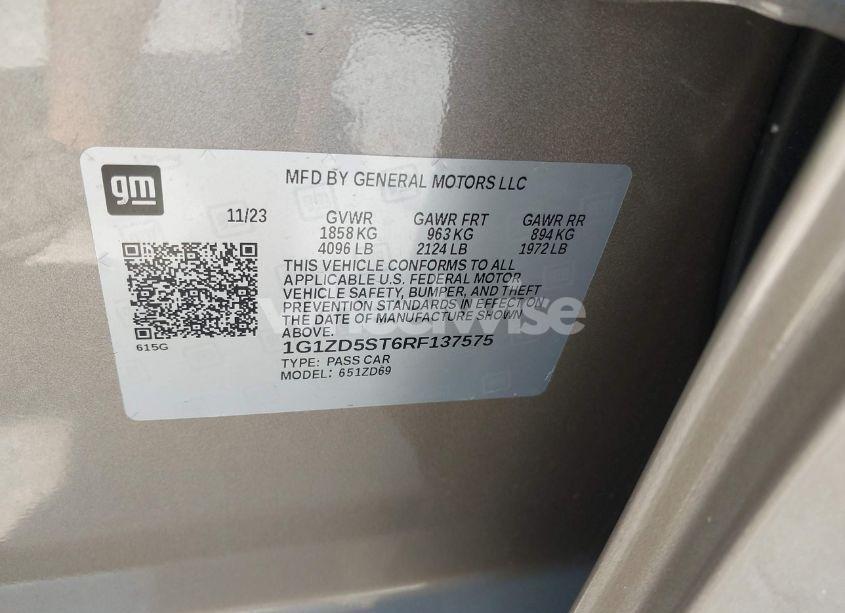 gm
MFD BY GENERAL MOTORS LLC
11/23 GVWR GAWR FRT GAWR RR
1858 KG 963 KG 894 KG
4096 LB 2124 LB 1972 LB
THIS VEHICLE CONFORMS TO ALL
APPLICABLE U.S. FEDERAL MOTOR
VEHICLE SAFETY, BUMPER, AND THEFT
PREVENTION STANDARDS IN EFFECT ON
THE DATE OF MANUFACTURE SHOWN
ABOVE.
615G
1G1ZD5ST6RF137575
TYPE: PASS CAR
MODEL: 651ZD69